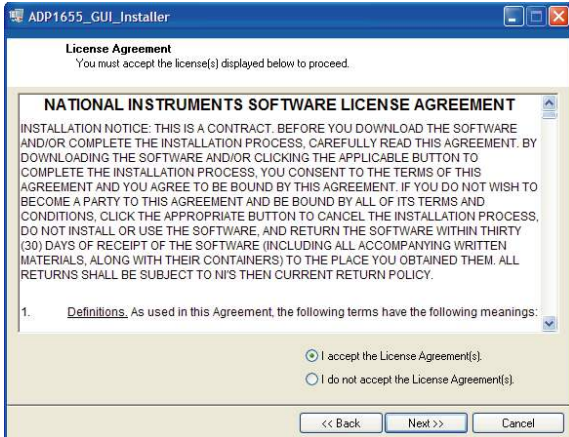 ADP1655_GUI_Installer
License Agreement
You must accept the license(s) displayed below to proceed.
NATIONAL INSTRUMENTS SOFTWARE LICENSE AGREEMENT
INSTALLATION NOTICE: THIS IS A CONTRACT. BEFORE YOU DOWNLOAD THE SOFTWARE
AND/OR COMPLETE THE INSTALLATION PROCESS, CAREFULLY READ THIS AGREEMENT. BY
DOWNLOADING THE SOFTWARE AND/OR CLICKING THE APPLICABLE BUTTON TO
COMPLETE THE INSTALLATION PROCESS, YOU CONSENT TO THE TERMS OF THIS
AGREEMENT AND YOU AGREE TO BE BOUND BY THIS AGREEMENT. IF YOU DO NOT WISH TO
BECOME A PARTY TO THIS AGREEMENT AND BE BOUND BY ALL OF ITS TERMS AND
CONDITIONS, CLICK THE APPROPRIATE BUTTON TO CANCEL THE INSTALLATION PROCESS,
DO NOT INSTALL OR USE THE SOFTWARE, AND RETURN THE SOFTWARE WITHIN THIRTY
(30) DAYS OF RECEIPT OF THE SOFTWARE (INCLUDING ALL ACCOMPANYING WRITTEN
MATERIALS, ALONG WITH THEIR CONTAINERS) TO THE PLACE YOU OBTAINED THEM. ALL
RETURNS SHALL BE SUBJECT TO NI'S THEN CURRENT RETURN POLICY.
1. Definitions. As used in this Agreement, the following terms have the following meanings:
I accept the License Agreement(s).
I do not accept the License Agreement(s).
<< Back Next >> Cancel